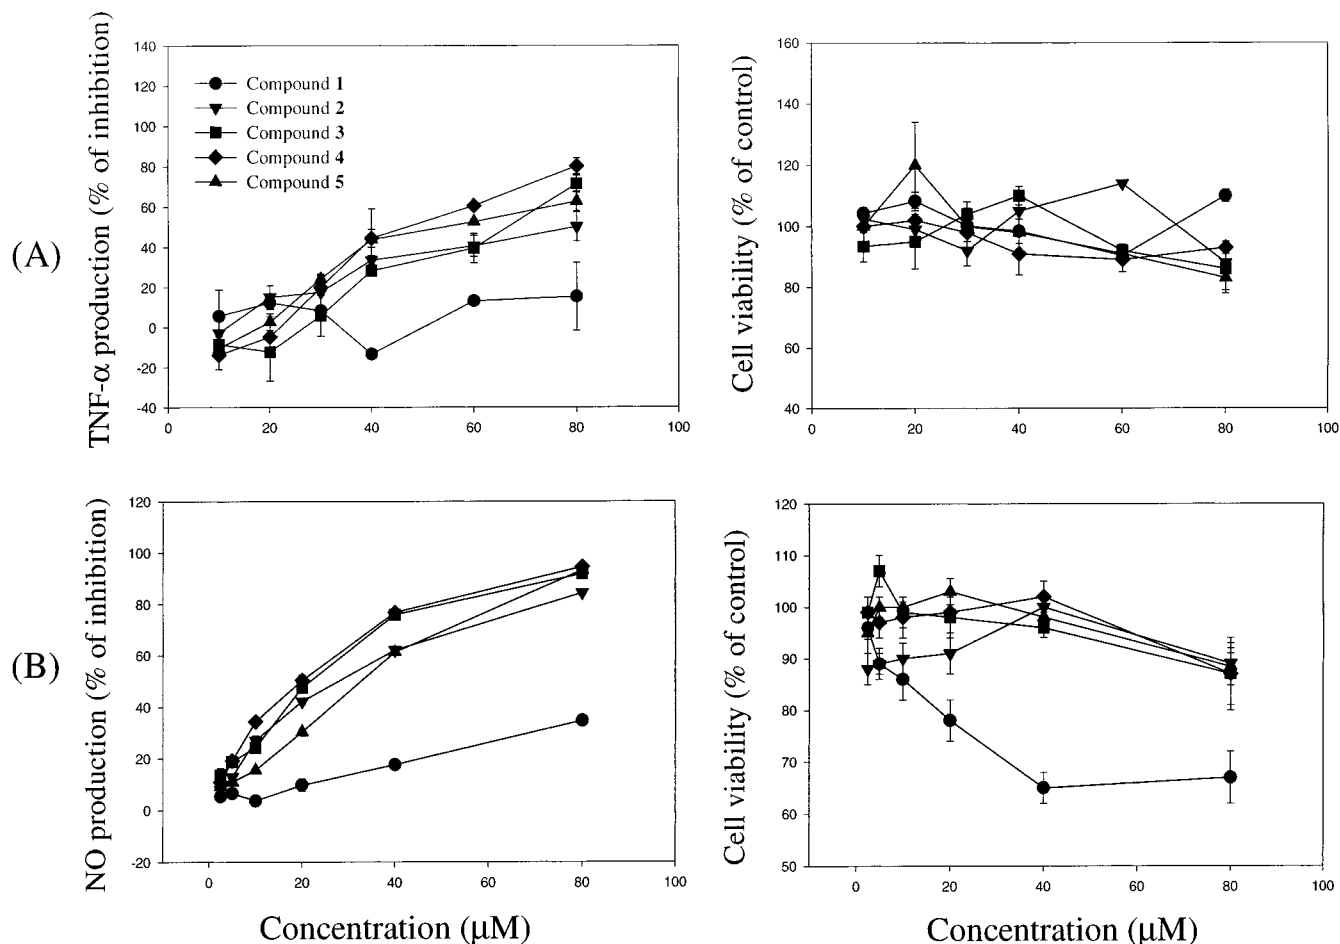 (A)
TNF-α production (% of inhibition)
140
120
100
80
60
40
20
0
-20
-40
0 20 40 60 80 100
Compound 1
Compound 2
Compound 3
Compound 4
Compound 5
Cell viability (% of control)
160
140
120
100
80
60
40
0 20 40 60 80 100
(B)
NO production (% of inhibition)
120
100
80
60
40
20
0
-20
0 20 40 60 80 100
Concentration (μM)
Cell viability (% of control)
120
110
100
90
80
70
60
50
0 20 40 60 80 100
Concentration (μM)